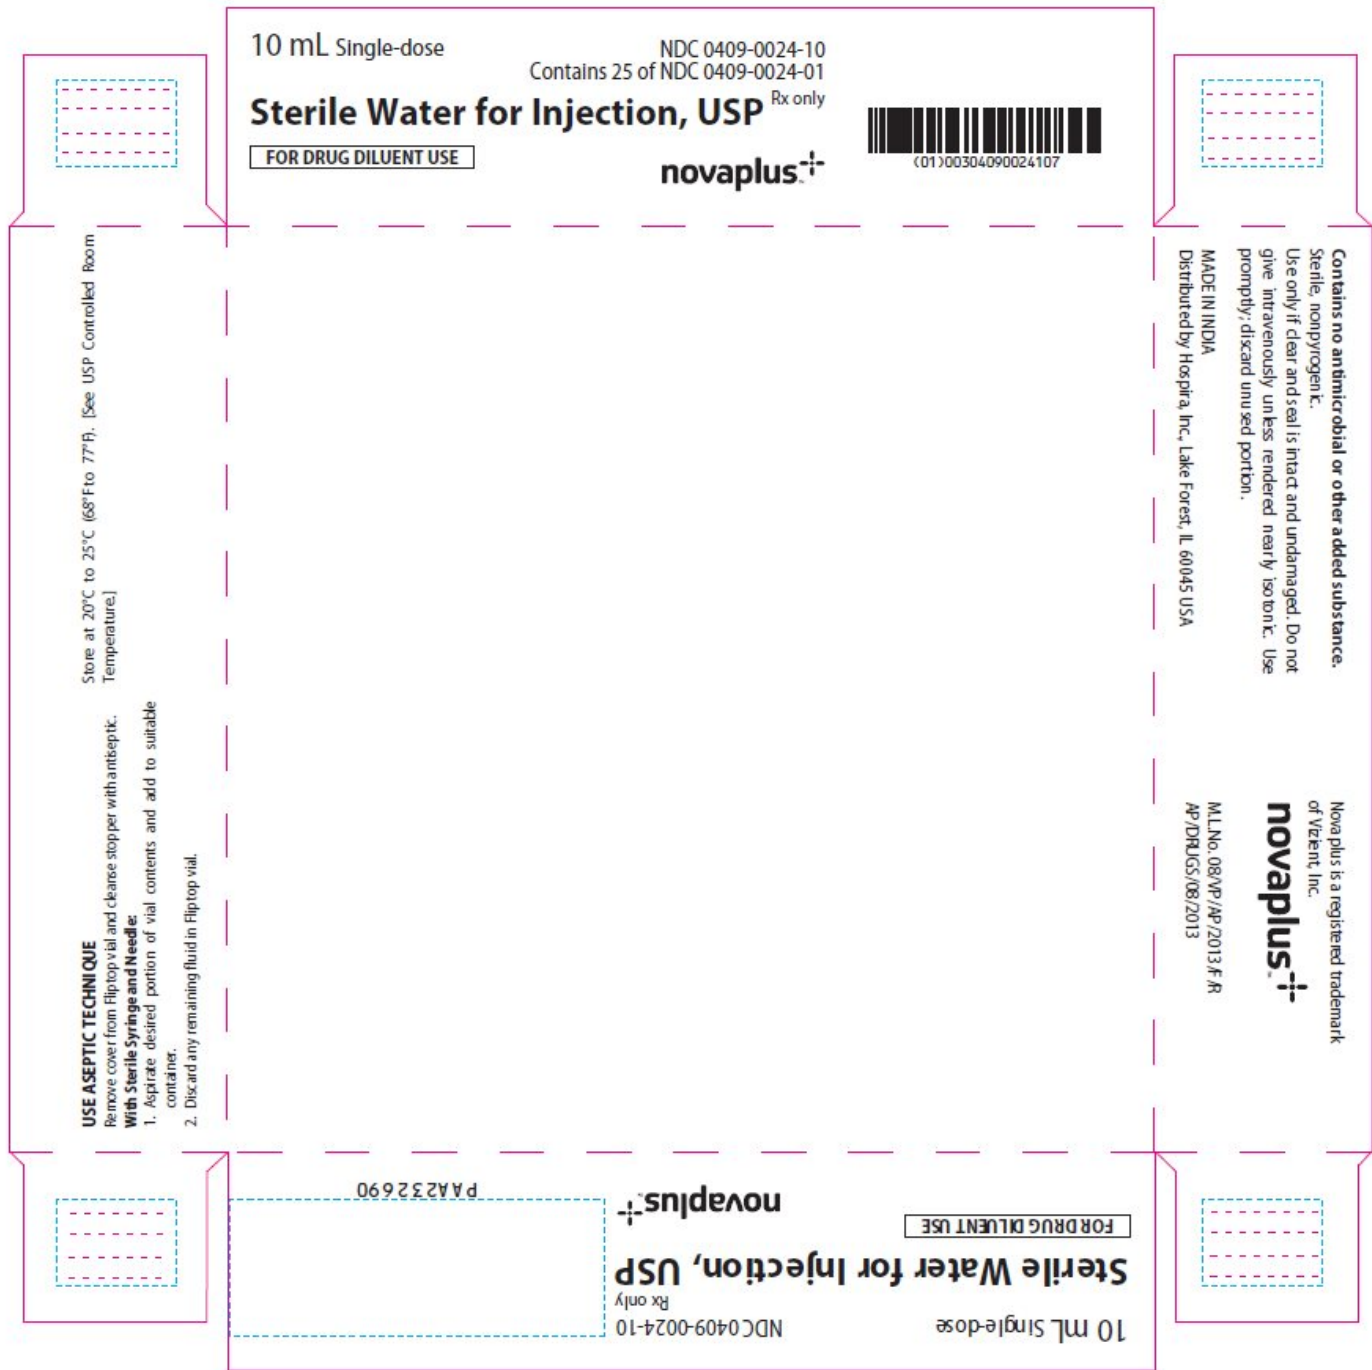 10 mL Single-dose
NDC 0409-0024-10
Contains 25 of NDC 0409-0024-01
Sterile Water for Injection, USP Rx only
FOR DRUG DILUENT USE
novaplus™
(01)00304090024107
Store at 20°C to 25°C (68°F to 77°F). [See USP Controlled Room
Temperature.]
USE ASEPTIC TECHNIQUE
Remove cover from Fliptop vial and cleanse stopper with antiseptic.
With Sterile Syringe and Needle:
1. Aspirate desired portion of vial contents and add to suitable
container.
2. Discard any remaining fluid in Fliptop vial.
Contains no antimicrobial or other added substance.
Sterile, nonpyrogenic.
Use only if clear and seal is intact and undamaged. Do not
give intravenously unless rendered nearly isotonic. Use
promptly; discard unused portion.
MADE IN INDIA
Distributed by Hospira, Inc., Lake Forest, IL 60045 USA
Novaplus is a registered trademark
of Vizient, Inc.
novaplus™
M.L.No. 08/VP/AP/2013/F/R
AP/DRUGS/08/2013
10 mL Single-dose
NDC 0409-0024-10
Rx only
Sterile Water for Injection, USP
FOR DRUG DILUENT USE
novaplus™
PAA232690